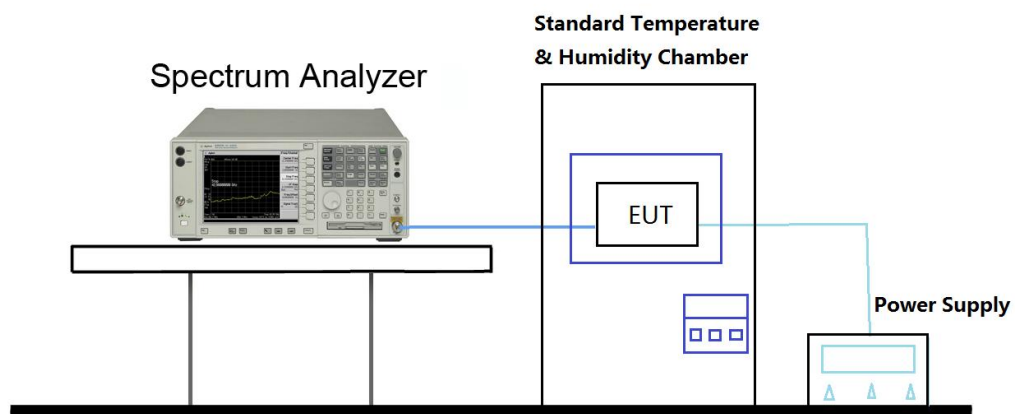 Standard Temperature
& Humidity Chamber
Spectrum Analyzer
EUT
Power Supply